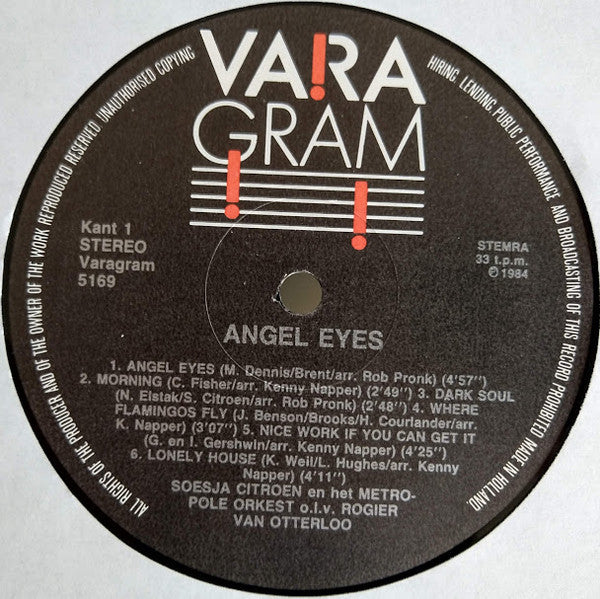 VARA
GRAM
Kant 1
STEREO
Varagram
5169
STEMRA
33 t.p.m.
℗ 1984
ANGEL EYES
1. ANGEL EYES (M. Dennis/Brent/arr. Rob Pronk) (4'57'')
2. MORNING (C. Fisher/arr. Kenny Napper) (2'49'') 3. DARK SOUL
(N. Elstak/S. Citroen/arr. Rob Pronk) (2'48'') 4. WHERE
FLAMINGOS FLY (J. Benson/Brooks/H. Courlander/arr.
K. Napper) (3'07'') 5. NICE WORK IF YOU CAN GET IT
(G. en I. Gershwin/arr. Kenny Napper) (4'25'')
6. LONELY HOUSE (K. Weil/L. Hughes/arr. Kenny
Napper) (4'11'')
SOESJA CITROEN en het METRO-
POLE ORKEST o.l.v. ROGIER
VAN OTTERLOO
ALL RIGHTS OF THE PRODUCER AND OF THE OWNER OF THE WORK REPRODUCED RESERVED UNAUTHORISED COPYING HIRING, LENDING, PUBLIC PERFORMANCE AND BROADCASTING OF THIS RECORD PROHIBITED MADE IN HOLLAND.